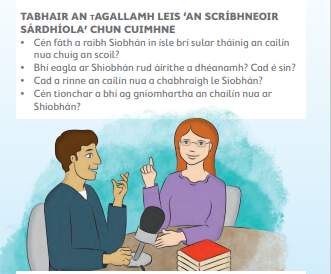 TABHAIR AN TAGALLAMH LEIS ‘AN SCRÍBHNEOIR
SÁRDHÍOLA’ CHUN CUIMHNE
• Cén fáth a raibh Siobhán in ísle brí sular tháinig an cailín
nua chuig an scoil?
• Bhí eagla ar Shiobhán rud áirithe a dhéanamh? Cad é sin?
• Cad a rinne an cailín nua a chabhraigh le Siobhán?
• Cén tionchar a bhí ag gníomhartha an chailín nua ar
Shiobhán?